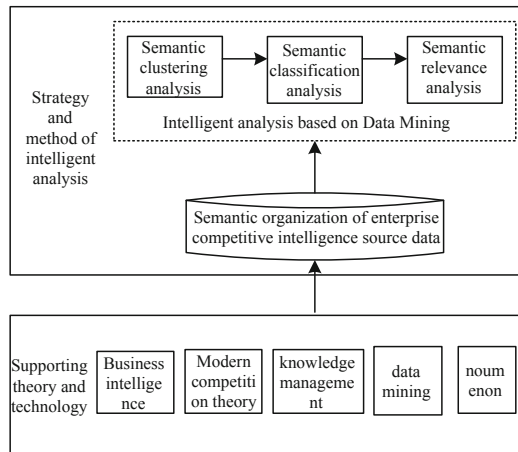 Semantic
clustering
analysis
Semantic
classification
analysis
Semantic
relevance
analysis
Intelligent analysis based on Data Mining
Strategy
and
method of
intelligent
analysis
Semantic organization of enterprise
competitive intelligence source data
Supporting
theory and
technology
Business
intellige
nce
Modern
competiti
on theory
knowledge
manageme
nt
data
mining
noum
enon